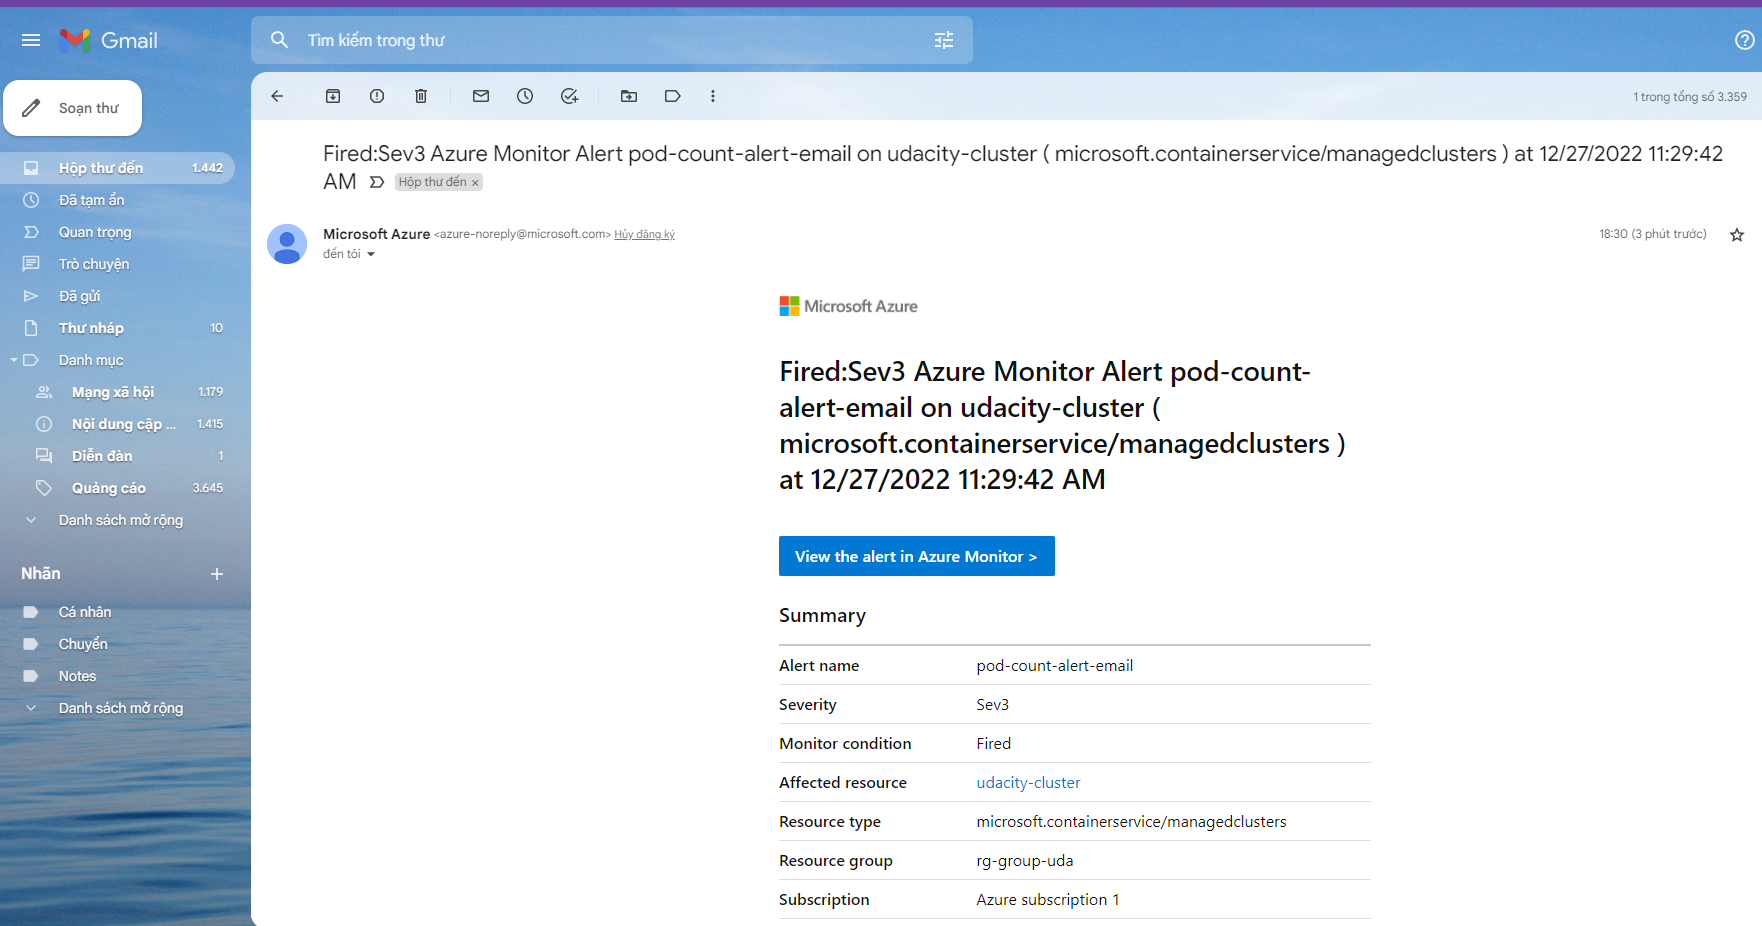 Gmail
Tìm kiếm trong thư
Soạn thư
1 trong tổng số 3.359
Hộp thư đến 1.442
Đã tạm ẩn
Quan trọng
Trò chuyện
Đã gửi
Thư nháp 10
Danh mục
Mạng xã hội 1.179
Nội dung cập ... 1.415
Diễn đàn 1
Quảng cáo 3.645
Danh sách mở rộng
Nhãn
Cá nhân
Chuyển
Notes
Danh sách mở rộng
Fired:Sev3 Azure Monitor Alert pod-count-alert-email on udacity-cluster ( microsoft.containerservice/managedclusters ) at 12/27/2022 11:29:42
AM Hộp thư đến ×
Microsoft Azure <azure-noreply@microsoft.com> Hủy đăng ký
18:30 (3 phút trước)
đến tôi
Microsoft Azure
Fired:Sev3 Azure Monitor Alert pod-count-
alert-email on udacity-cluster (
microsoft.containerservice/managedclusters )
at 12/27/2022 11:29:42 AM
View the alert in Azure Monitor >
Summary
Alert name pod-count-alert-email
Severity Sev3
Monitor condition Fired
Affected resource udacity-cluster
Resource type microsoft.containerservice/managedclusters
Resource group rg-group-uda
Subscription Azure subscription 1